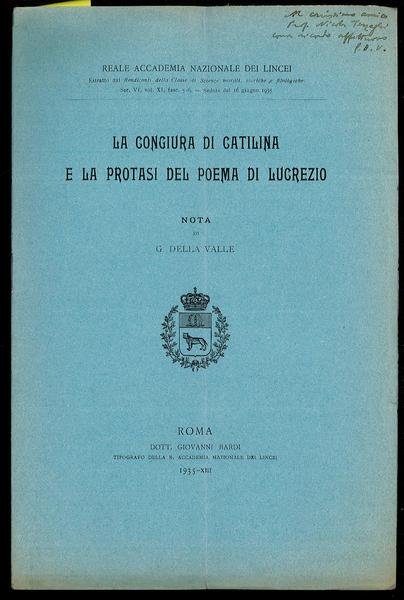 Al carissimo amico
Prof. Nicola Terzaghi
con ricordo affettuoso
G. D. V.
REALE ACCADEMIA NAZIONALE DEI LINCEI
Estratto dai Rendiconti della Classe di Scienze morali, storiche e filologiche.
Ser. VI, vol. XI, fasc. 5-6. — Seduta del 16 giugno 1935
LA CONGIURA DI CATILINA
E LA PROTASI DEL POEMA DI LUCREZIO
NOTA
DI
G. DELLA VALLE
ROMA
DOTT. GIOVANNI BARDI
TIPOGRAFO DELLA R. ACCADEMIA NAZIONALE DEI LINCEI
1935-XIII